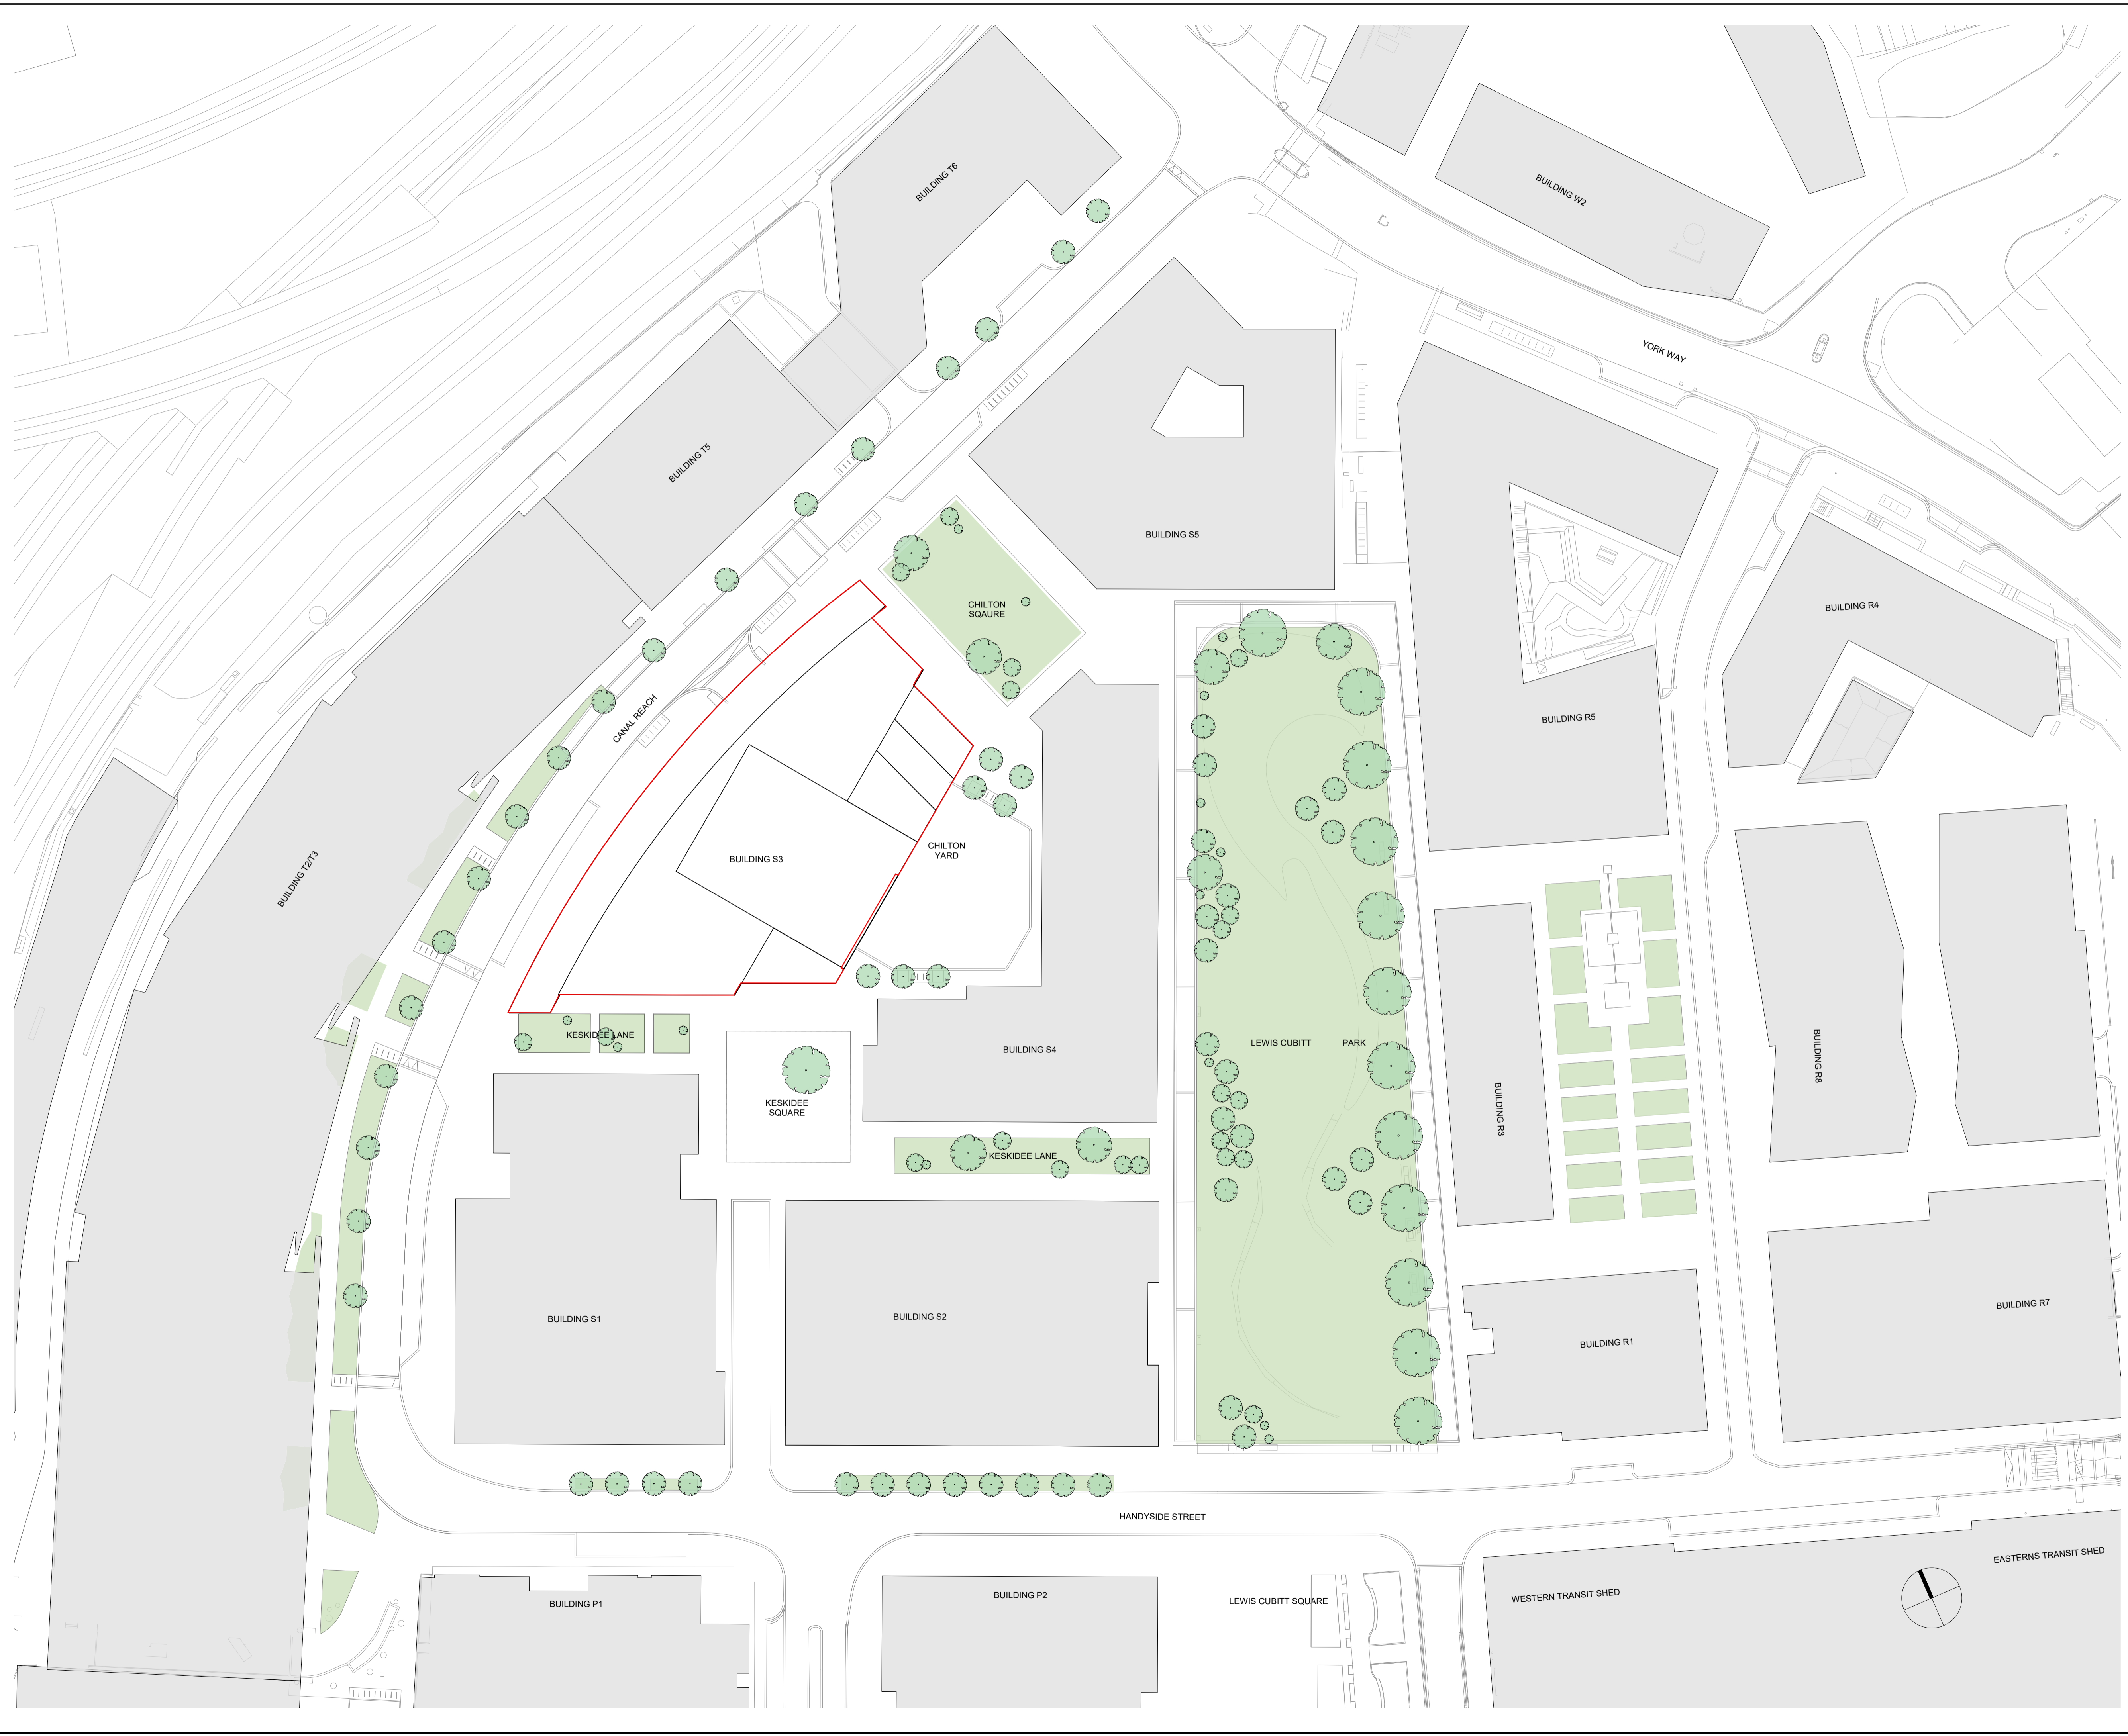 BUILDING T6
BUILDING W2
YORK WAY
BUILDING T5
BUILDING S5
CHILTON
SQAURE
BUILDING R4
CANAL REACH
BUILDING R5
BUILDING T2/T3
BUILDING S3
CHILTON
YARD
KESKIDEE LANE
BUILDING S4
LEWIS CUBITT PARK
BUILDING R8
KESKIDEE
SQUARE
BUILDING R3
KESKIDEE LANE
BUILDING S1
BUILDING S2
BUILDING R7
BUILDING R1
HANDYSIDE STREET
EASTERNS TRANSIT SHED
BUILDING P1
BUILDING P2
LEWIS CUBITT SQUARE
WESTERN TRANSIT SHED